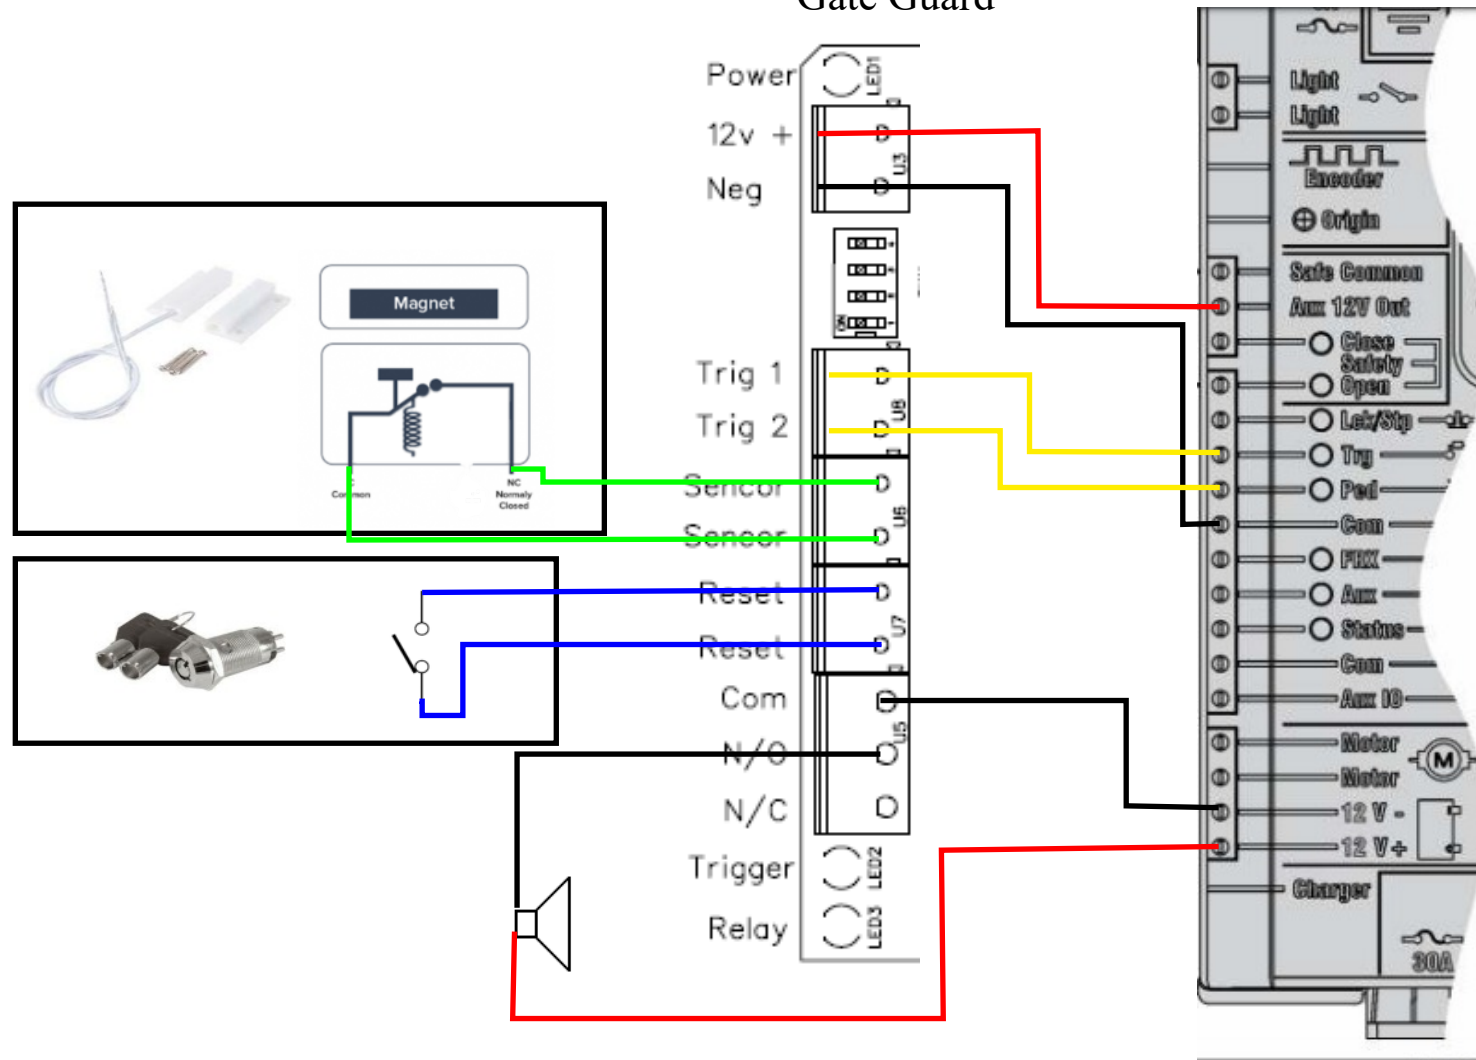 Gate Guard
Power
LED1
12v +
Neg
U3
ON
1
Trig 1
Trig 2
U8
Sencor
Sencor
U6
Reset
Reset
U7
Com
N/O
N/C
U5
Trigger
LED2
Relay
LED3
Magnet
Common
NC
Normaly
Closed
Light
Light
Encoder
Origin
Safe Common
Aux 12V Out
Close
Safety
Open
Lck/Stp
Trg
Ped
Com
FRX
Aux
Status
Com
Aux IO
Motor
M
Motor
12 V -
12 V +
Charger
30A